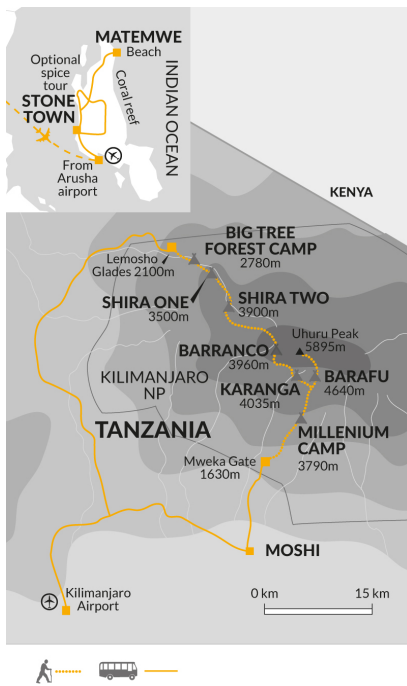 MATEMWE
Beach
Optional
spice
tour
Coral reef
INDIAN OCEAN
STONE
TOWN
From
Arusha
airport
KENYA
BIG TREE
FOREST CAMP
2780m
Lemosho
Glades 2100m
SHIRA ONE
3500m
SHIRA TWO
3900m
Uhuru Peak
5895m
BARRANCO
3960m
KILIMANJARO
NP
KARANGA
4035m
BARAFU
4640m
TANZANIA
MILLENIUM
CAMP
3790m
Mweka Gate
1630m
MOSHI
Kilimanjaro
Airport
0 km
15 km